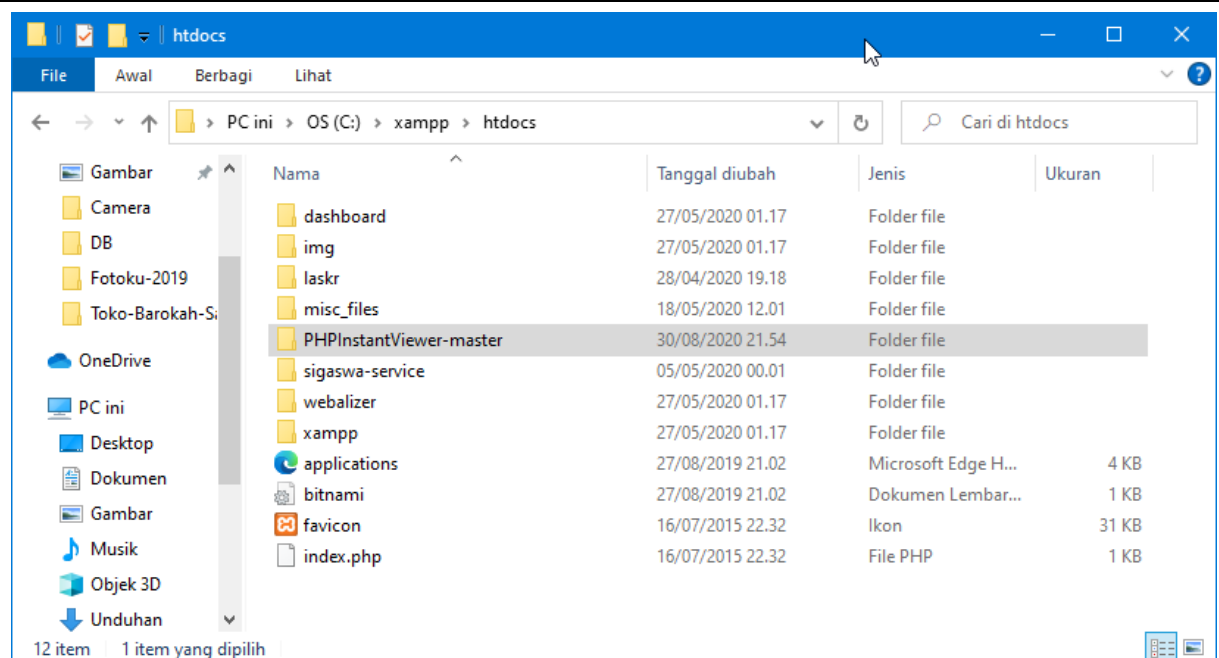 htdocs
File Awal Berbagi Lihat
PC ini > OS (C:) > xampp > htdocs
Cari di htdocs
Gambar
Camera
DB
Fotoku-2019
OneDrive
PC ini
Desktop
Dokumen
Gambar
Musik
Objek 3D
Unduhan
Nama Tanggal diubah Jenis Ukuran
dashboard 27/05/2020 01.17 Folder file
img 27/05/2020 01.17 Folder file
laskr 28/04/2020 19.18 Folder file
misc_files 18/05/2020 12.01 Folder file
PHPInstantViewer-master 30/08/2020 21.54 Folder file
sigaswa-service 05/05/2020 00.01 Folder file
webalizer 27/05/2020 01.17 Folder file
xampp 27/05/2020 01.17 Folder file
applications 27/08/2019 21.02 Microsoft Edge H... 4 KB
bitnami 27/08/2019 21.02 Dokumen Lembar... 1 KB
favicon 16/07/2015 22.32 Ikon 31 KB
index.php 16/07/2015 22.32 File PHP 1 KB
12 item 1 item yang dipilih